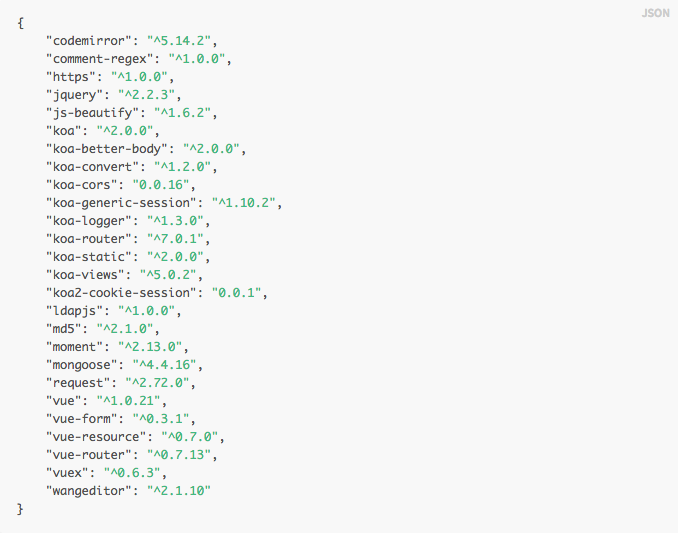 JSON
{
    "codemirror": "^5.14.2",
    "comment-regex": "^1.0.0",
    "https": "^1.0.0",
    "jquery": "^2.2.3",
    "js-beautify": "^1.6.2",
    "koa": "^2.0.0",
    "koa-better-body": "^2.0.0",
    "koa-convert": "^1.2.0",
    "koa-cors": "0.0.16",
    "koa-generic-session": "^1.10.2",
    "koa-logger": "^1.3.0",
    "koa-router": "^7.0.1",
    "koa-static": "^2.0.0",
    "koa-views": "^5.0.2",
    "koa2-cookie-session": "0.0.1",
    "ldapjs": "^1.0.0",
    "md5": "^2.1.0",
    "moment": "^2.13.0",
    "mongoose": "^4.4.16",
    "request": "^2.72.0",
    "vue": "^1.0.21",
    "vue-form": "^0.3.1",
    "vue-resource": "^0.7.0",
    "vue-router": "^0.7.13",
    "vuex": "^0.6.3",
    "wangeditor": "^2.1.10"
}